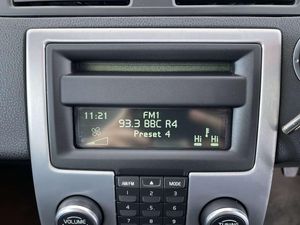 11:21
FM1
93.3 BBC R4
Preset 4
Hi Hi
AM/FM MODE
VOLUME TUNING